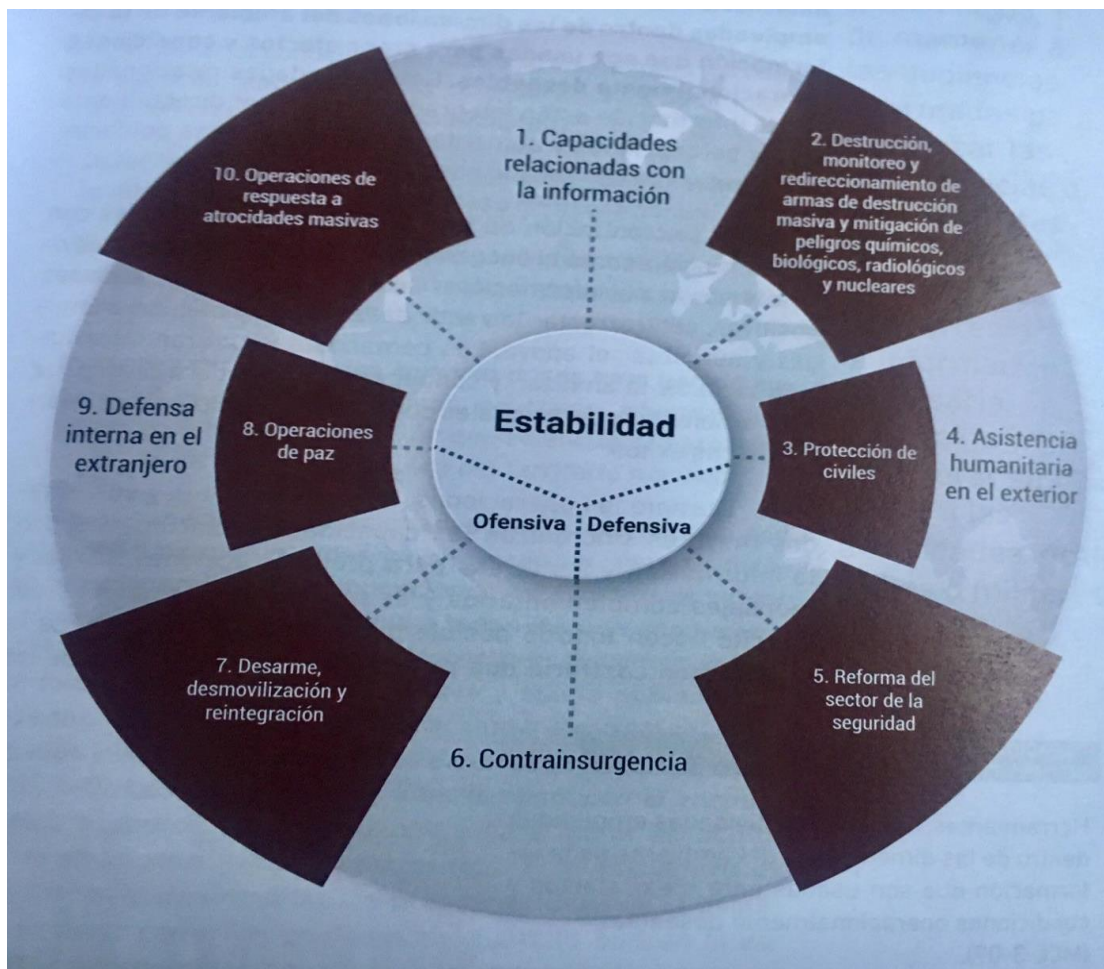 1. Capacidades
relacionadas con
la información
2. Destrucción,
monitoreo y
redireccionamiento de
armas de destrucción
masiva y mitigación de
peligros químicos,
biológicos, radiológicos
y nucleares
3. Protección de
civiles
4. Asistencia
humanitaria
en el exterior
5. Reforma del
sector de la
seguridad
6. Contrainsurgencia
7. Desarme,
desmovilización y
reintegración
8. Operaciones
de paz
9. Defensa
interna en el
extranjero
10. Operaciones de
respuesta a
atrocidades masivas
Estabilidad
Ofensiva
Defensiva